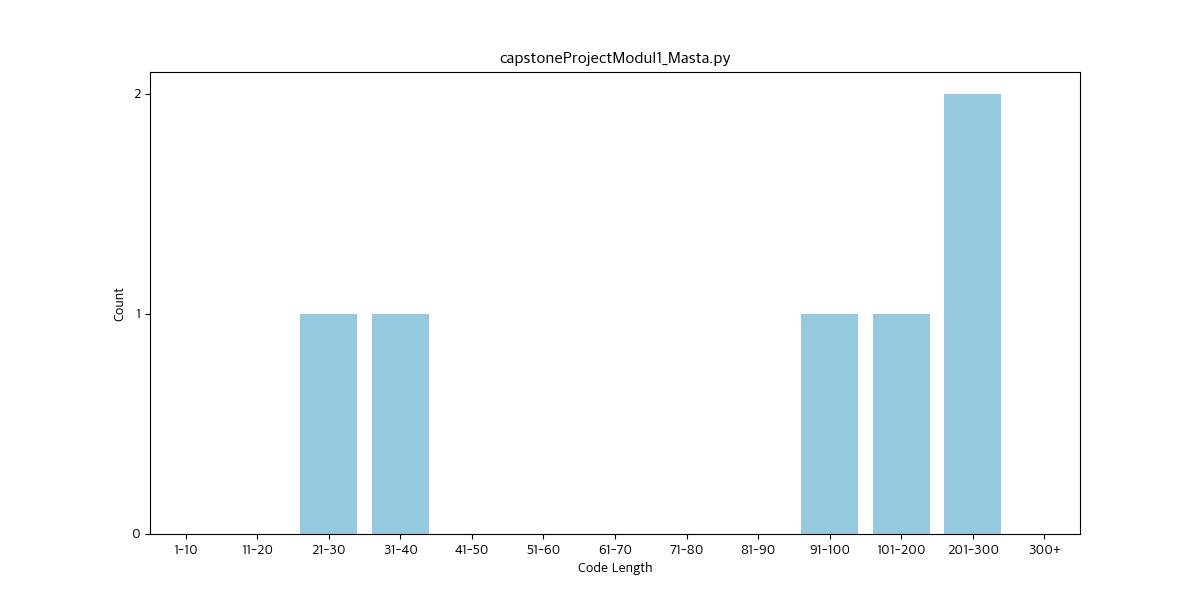 capstoneProjectModul1_Masta.py
Count
2
1
0
1-10 11-20 21-30 31-40 41-50 51-60 61-70 71-80 81-90 91-100 101-200 201-300 300+
Code Length